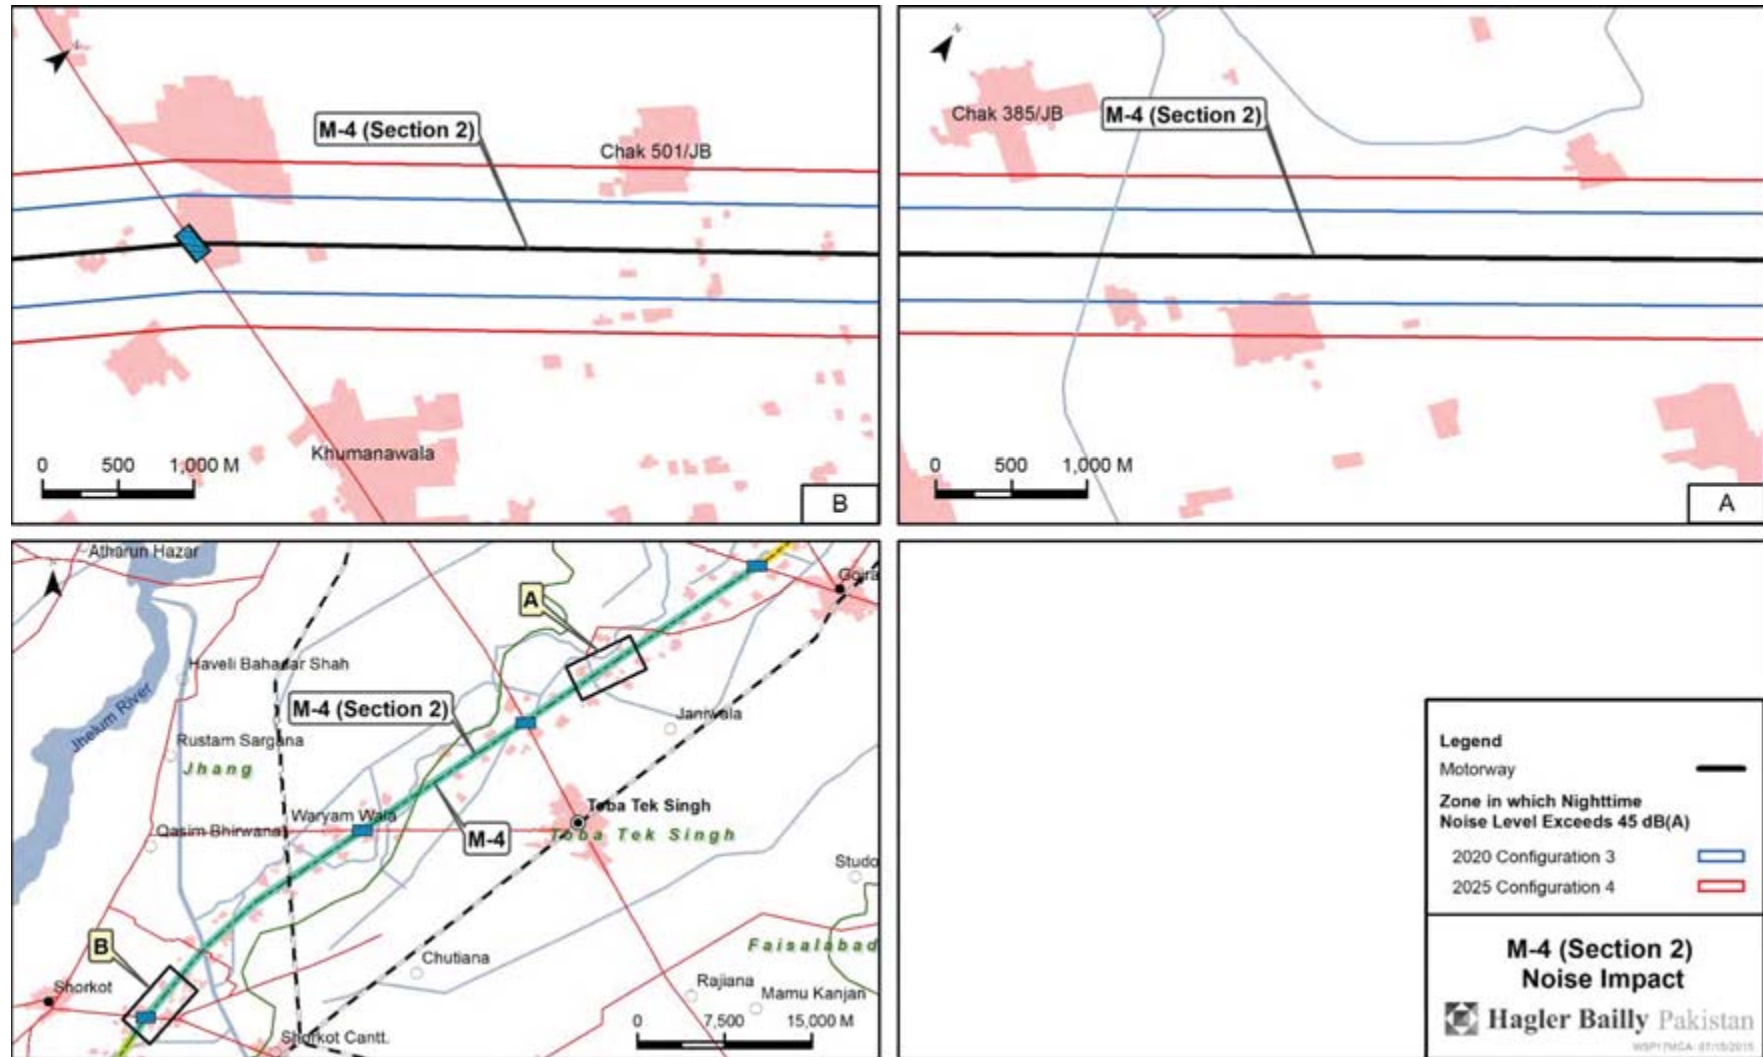 N
M-4 (Section 2)
Chak 501/JB
Khumanawala
0 500 1,000 M
B
N
Chak 385/JB
M-4 (Section 2)
0 500 1,000 M
A
Atharun Hazar
Gojra
A
Haveli Bahadar Shah
M-4 (Section 2)
Janiwala
Jhelum River
Rustam Sargana
Jhang
Waryam Wala
Toba Tek Singh
Qasim Bhirwana
M-4
Toba Tek Singh
Studo
B
Faisalabad
Chutiana
Shorkot
Rajiana
Mamu Kanjan
0 7,500 15,000 M
Shorkot Cantt.
Legend
Motorway
Zone in which Nighttime
Noise Level Exceeds 45 dB(A)
2020 Configuration 3
2025 Configuration 4
M-4 (Section 2)
Noise Impact
Hagler Bailly Pakistan